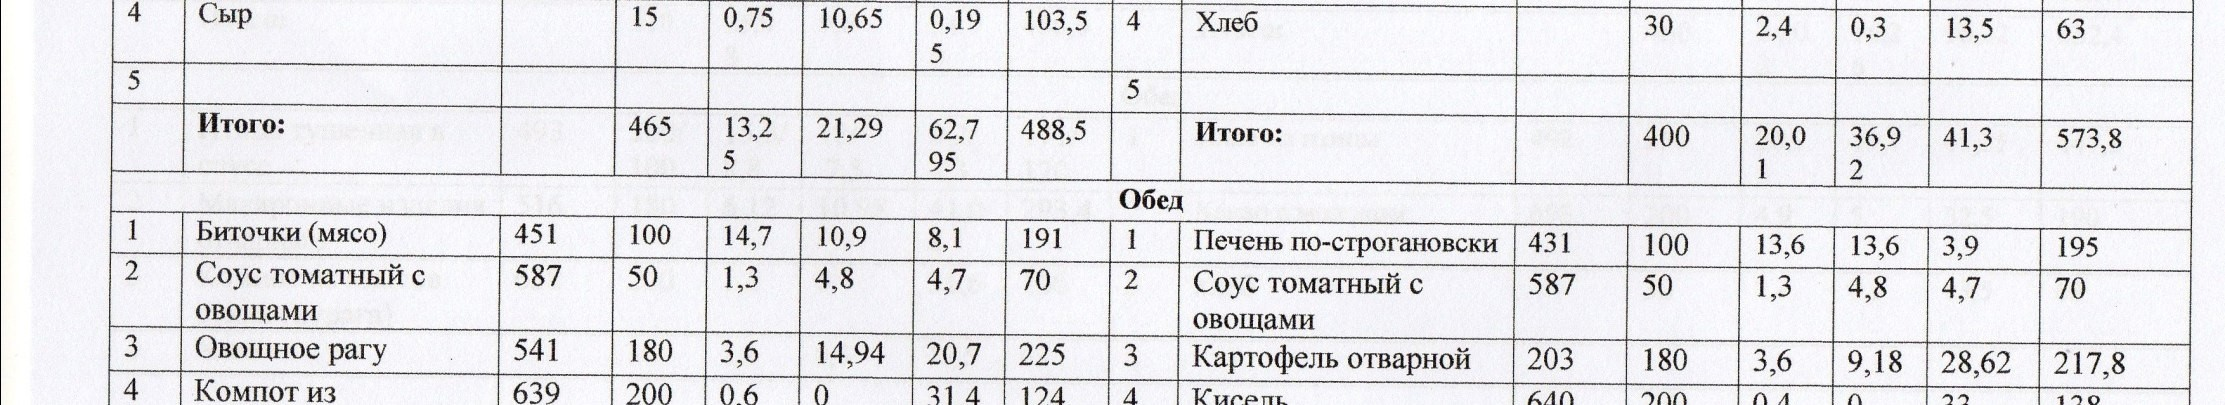 4 Сыр 15 0,75 10,65 0,19 103,5 4 Хлеб 30 2,4 0,3 13,5 63
5
5 5
Итого: 465 13,2 21,29 62,7 488,5 Итого: 400 20,0 36,9 41,3 573,8
5 95 1 2
Обед
1 Биточки (мясо) 451 100 14,7 10,9 8,1 191 1 Печень по-строгановски 431 100 13,6 13,6 3,9 195
2 Соус томатный с 587 50 1,3 4,8 4,7 70 2 Соус томатный с 587 50 1,3 4,8 4,7 70
овощами овощами
3 Овощное рагу 541 180 3,6 14,94 20,7 225 3 Картофель отварной 203 180 3,6 9,18 28,62 217,8
4 Компот из 639 200 0,6 0 31,4 124 4 Кисель 640 200 0,4 0 33 138